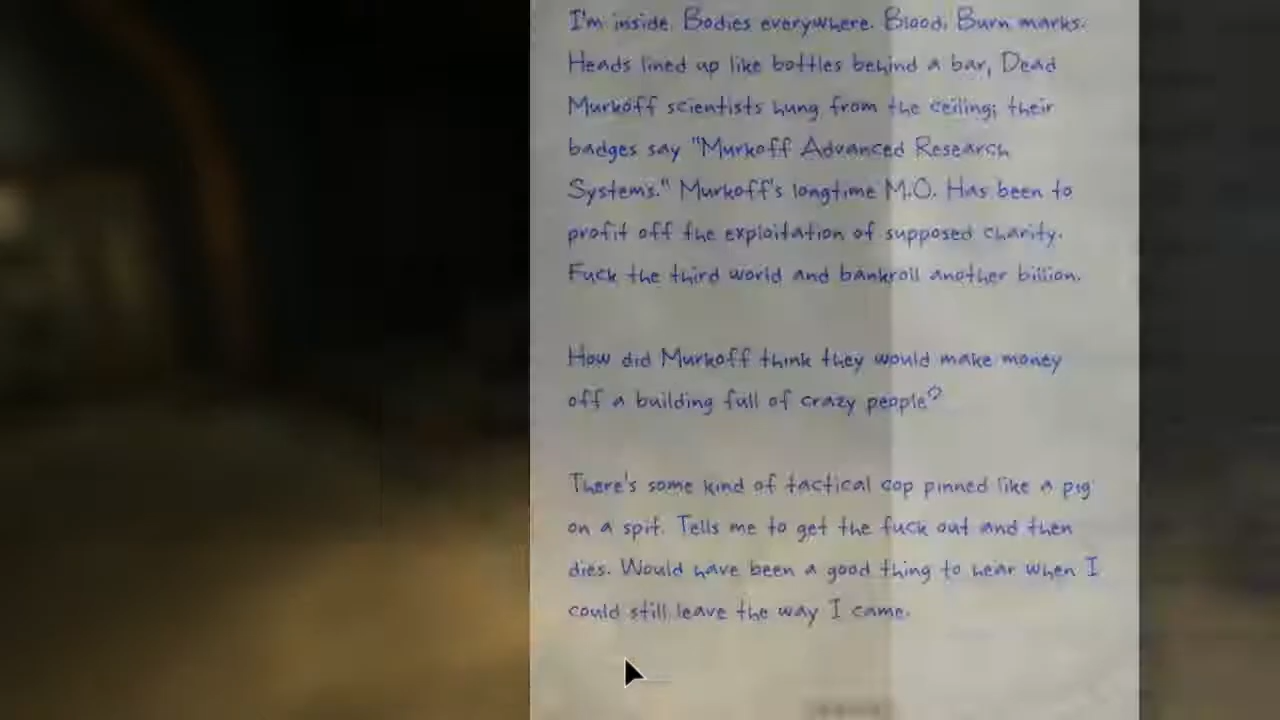 I'm inside. Bodies everywhere. Blood. Burn marks.
Heads lined up like bottles behind a bar, Dead
Murkoff scientists hung from the ceiling; their
badges say "Murkoff Advanced Research
Systems." Murkoff's longtime M.O. Has been to
profit off the exploitation of supposed charity.
Fuck the third world and bankroll another billion.
How did Murkoff think they would make money
off a building full of crazy people?
There's some kind of tactical cop pinned like a pig
on a spit. Tells me to get the fuck out and then
dies. Would have been a good thing to hear when I
could still leave the way I came.